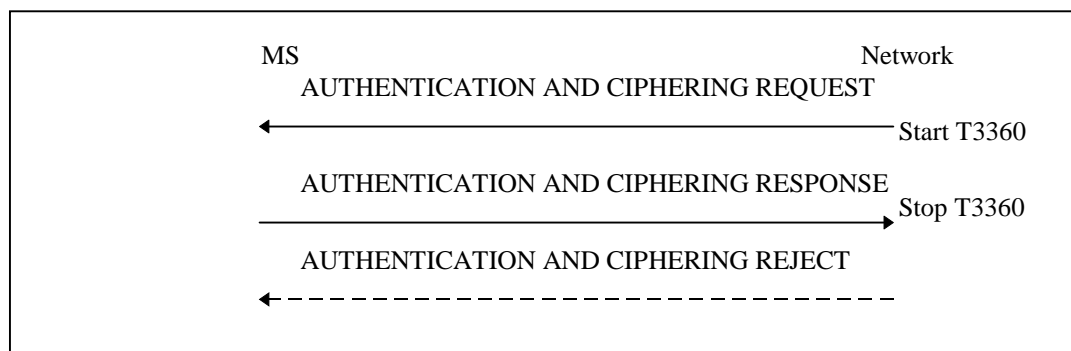 MS Network
AUTHENTICATION AND CIPHERING REQUEST
Start T3360
AUTHENTICATION AND CIPHERING RESPONSE
Stop T3360
AUTHENTICATION AND CIPHERING REJECT